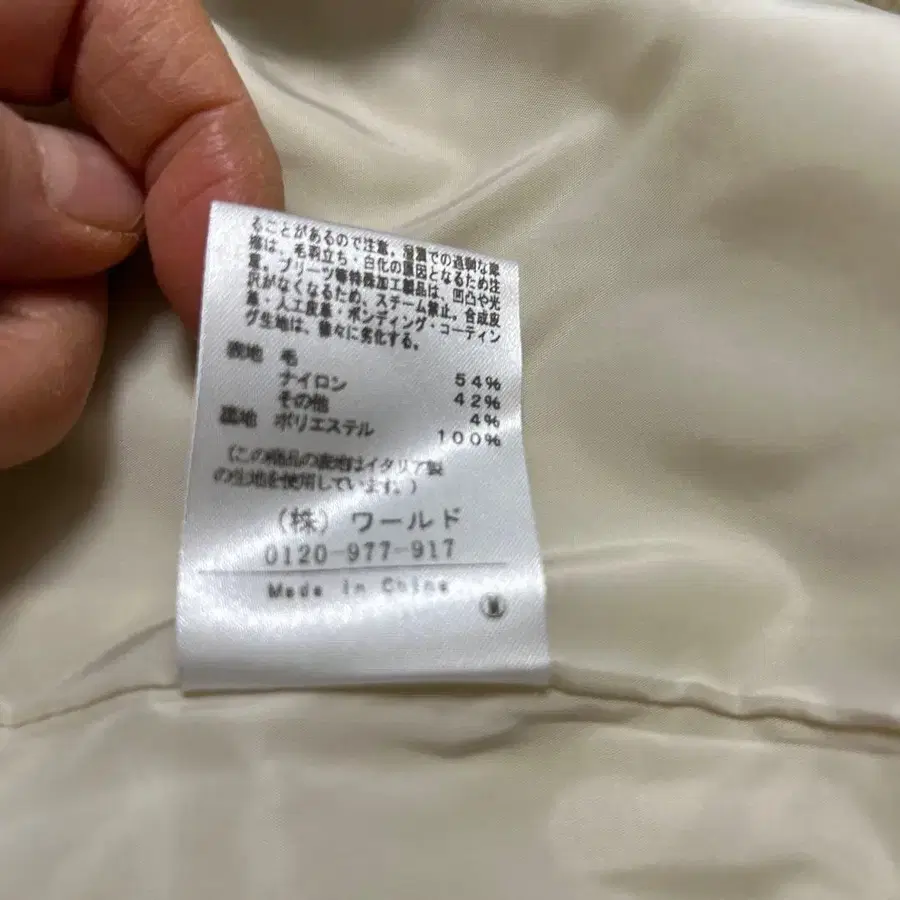 ることがあるので注意。湿潤での過剰な摩
擦は、毛羽立ち・白化の原因となるため注
意。プリーツ等特殊加工製品は、凹凸や光
沢がなくなるため、スチーム禁止。合成皮
革・人工皮革・ボンディング・コーティン
グ生地は、徐々に劣化する。
表地 毛 54%
ナイロン 42%
その他 4%
裏地 ポリエステル 100%
(この商品の表地はイタリア製
の生地を使用しています。)
(株) ワールド
0120-977-917
Made in China
M